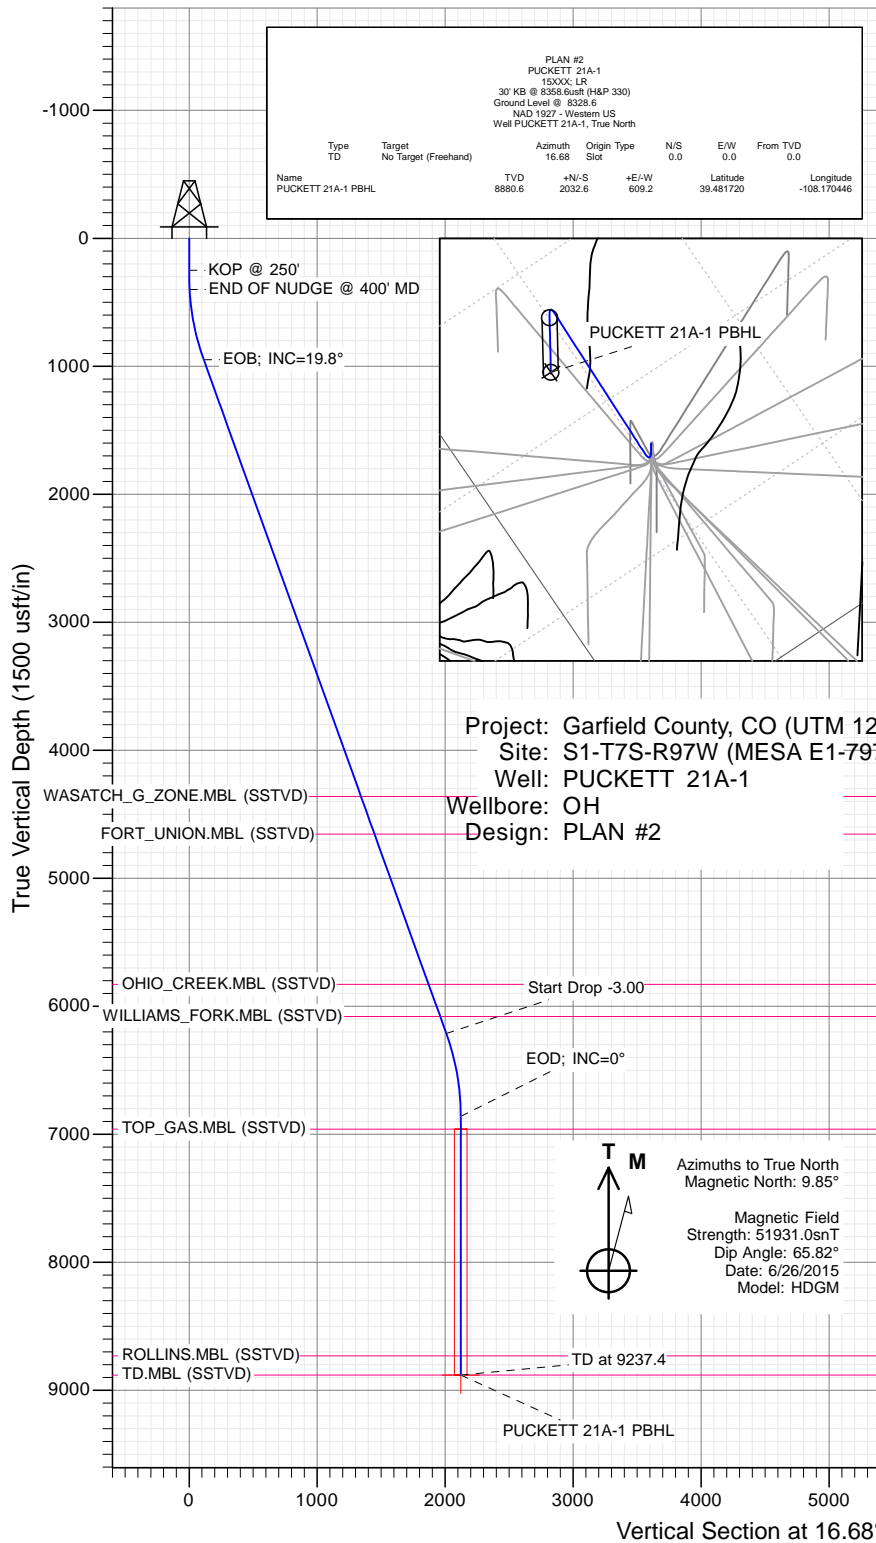 PLAN #2
PUCKETT 21A-1
15XXX; LR
30' KB @ 8358.6usft (H&P 330)
Ground Level @ 8328.6
NAD 1927 - Western US
Well PUCKETT 21A-1, True North
Type Target Azimuth Origin Type N/S E/W From TVD
TD No Target (Freehand) 16.68 Slot 0.0 0.0 0.0
Name TVD +N/-S +E/-W Latitude Longitude
PUCKETT 21A-1 PBHL 8880.6 2032.6 609.2 39.481720 -108.170446
-1000
0
KOP @ 250'
END OF NUDGE @ 400' MD
PUCKETT 21A-1 PBHL
EOB; INC=19.8°
1000
2000
3000
True Vertical Depth (1500 usft/in)
Project: Garfield County, CO (UTM 12
Site: S1-T7S-R97W (MESA E1-797
Well: PUCKETT 21A-1
Wellbore: OH
Design: PLAN #2
4000
WASATCH_G_ZONE.MBL (SSTVD)
FORT_UNION.MBL (SSTVD)
5000
OHIO_CREEK.MBL (SSTVD)
Start Drop -3.00
6000
WILLIAMS_FORK.MBL (SSTVD)
EOD; INC=0°
TOP_GAS.MBL (SSTVD)
7000
T M
Azimuths to True North
Magnetic North: 9.85°
Magnetic Field
Strength: 51931.0snT
Dip Angle: 65.82°
Date: 6/26/2015
Model: HDGM
8000
ROLLINS.MBL (SSTVD)
TD at 9237.4
TD.MBL (SSTVD)
9000
PUCKETT 21A-1 PBHL
0 1000 2000 3000 4000 5000
Vertical Section at 16.68°